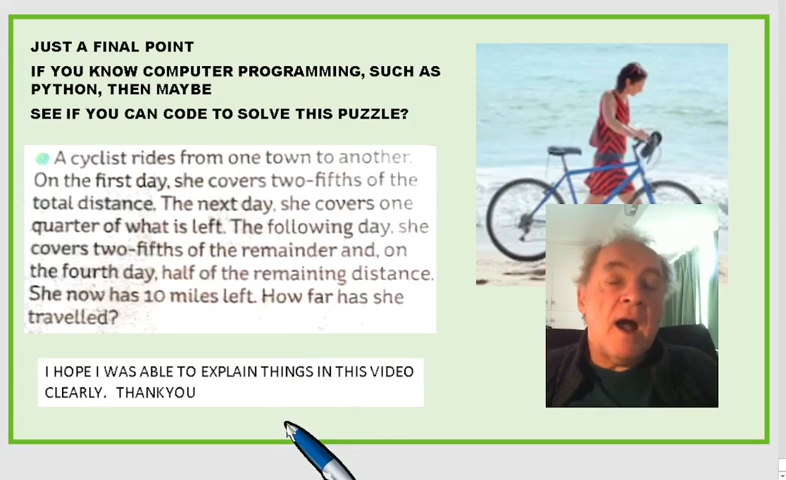 JUST A FINAL POINT
IF YOU KNOW COMPUTER PROGRAMMING, SUCH AS
PYTHON, THEN MAYBE
SEE IF YOU CAN CODE TO SOLVE THIS PUZZLE?
A cyclist rides from one town to another.
On the first day, she covers two-fifths of the
total distance. The next day, she covers one
quarter of what is left. The following day, she
covers two-fifths of the remainder and, on
the fourth day, half of the remaining distance.
She now has 10 miles left. How far has she
travelled?
I HOPE I WAS ABLE TO EXPLAIN THINGS IN THIS VIDEO
CLEARLY. THANKYOU